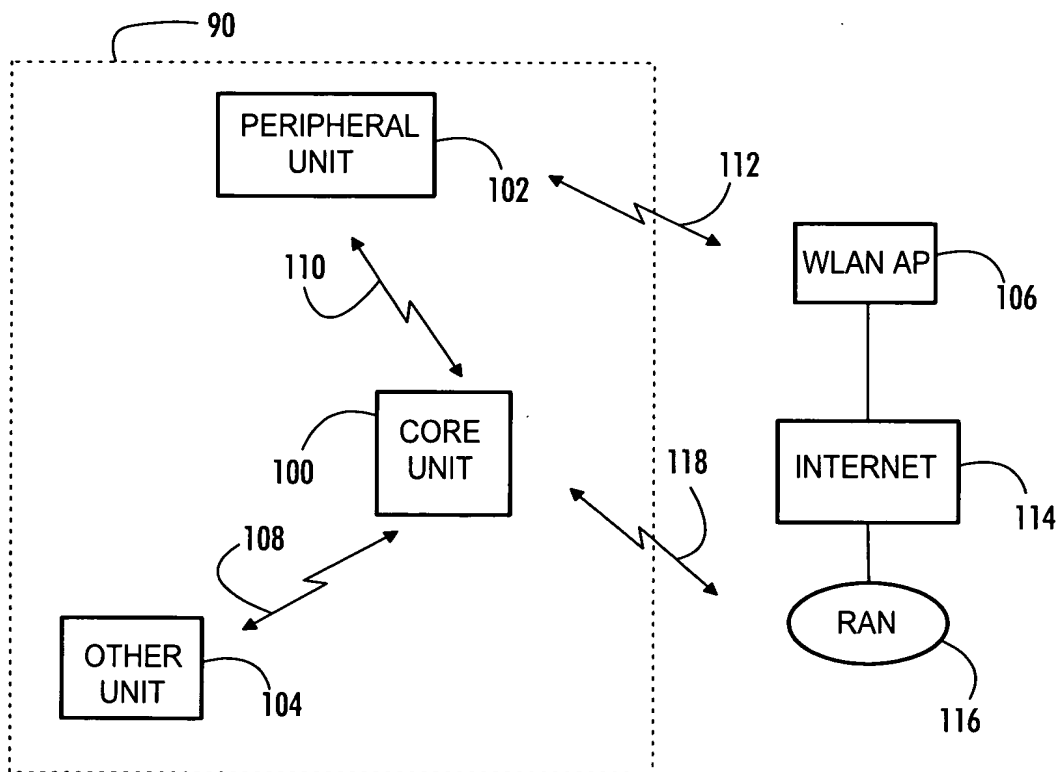 90
PERIPHERAL
UNIT
102
112
WLAN AP
106
110
CORE
UNIT
100
118
INTERNET
114
108
OTHER
UNIT
104
RAN
116